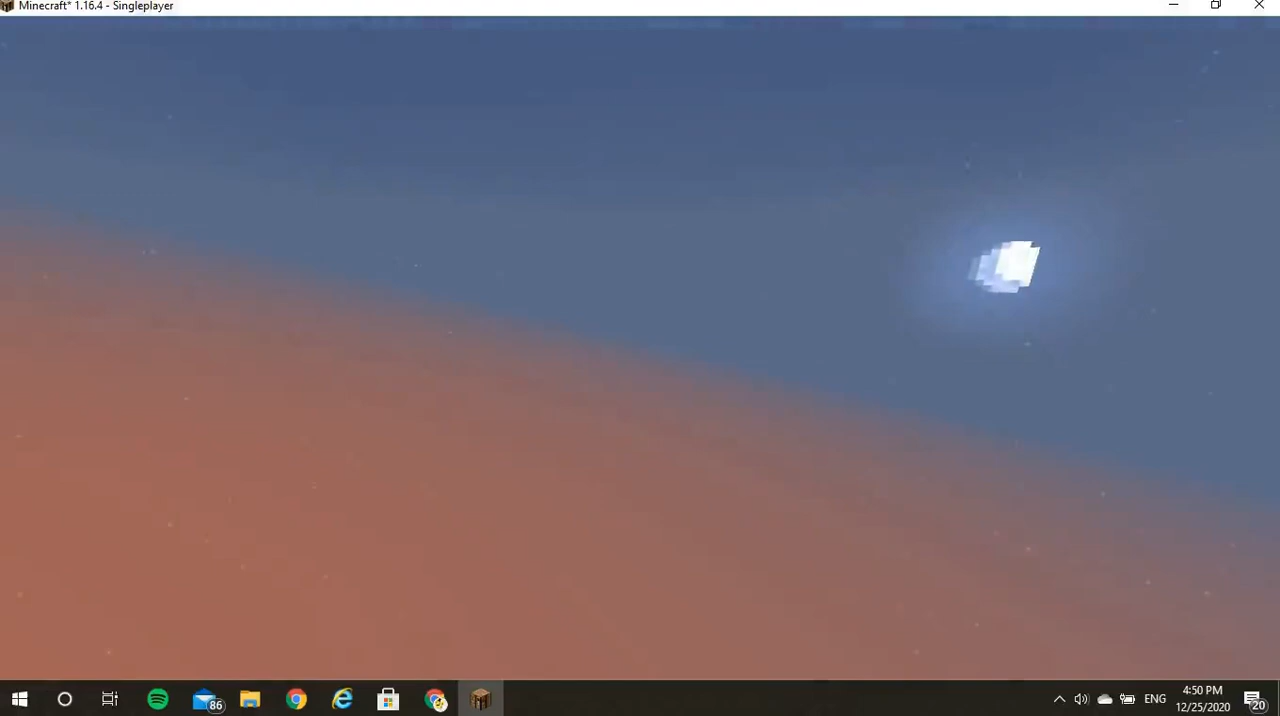 Minecraft* 1.16.4 - Singleplayer
86
ENG
4:50 PM
12/25/2020
20